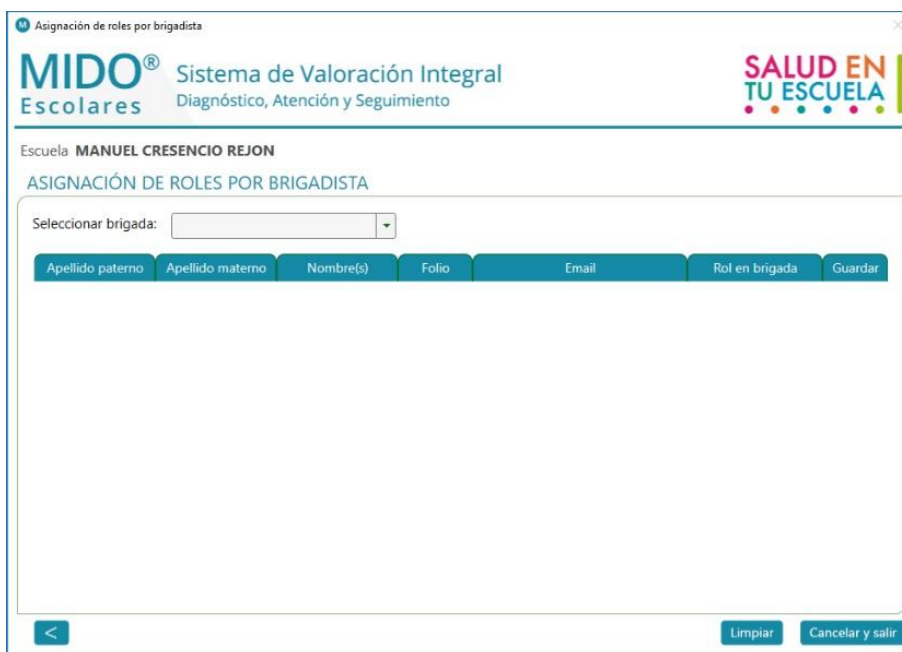 M Asignación de roles por brigadista
MIDO® Escolares
Sistema de Valoración Integral
Diagnóstico, Atención y Seguimiento
SALUD EN
TU ESCUELA
Escuela MANUEL CRESENCIO REJON
ASIGNACIÓN DE ROLES POR BRIGADISTA
Seleccionar brigada:
Apellido paterno Apellido materno Nombre(s) Folio Email Rol en brigada Guardar
< Limpiar Cancelar y salir